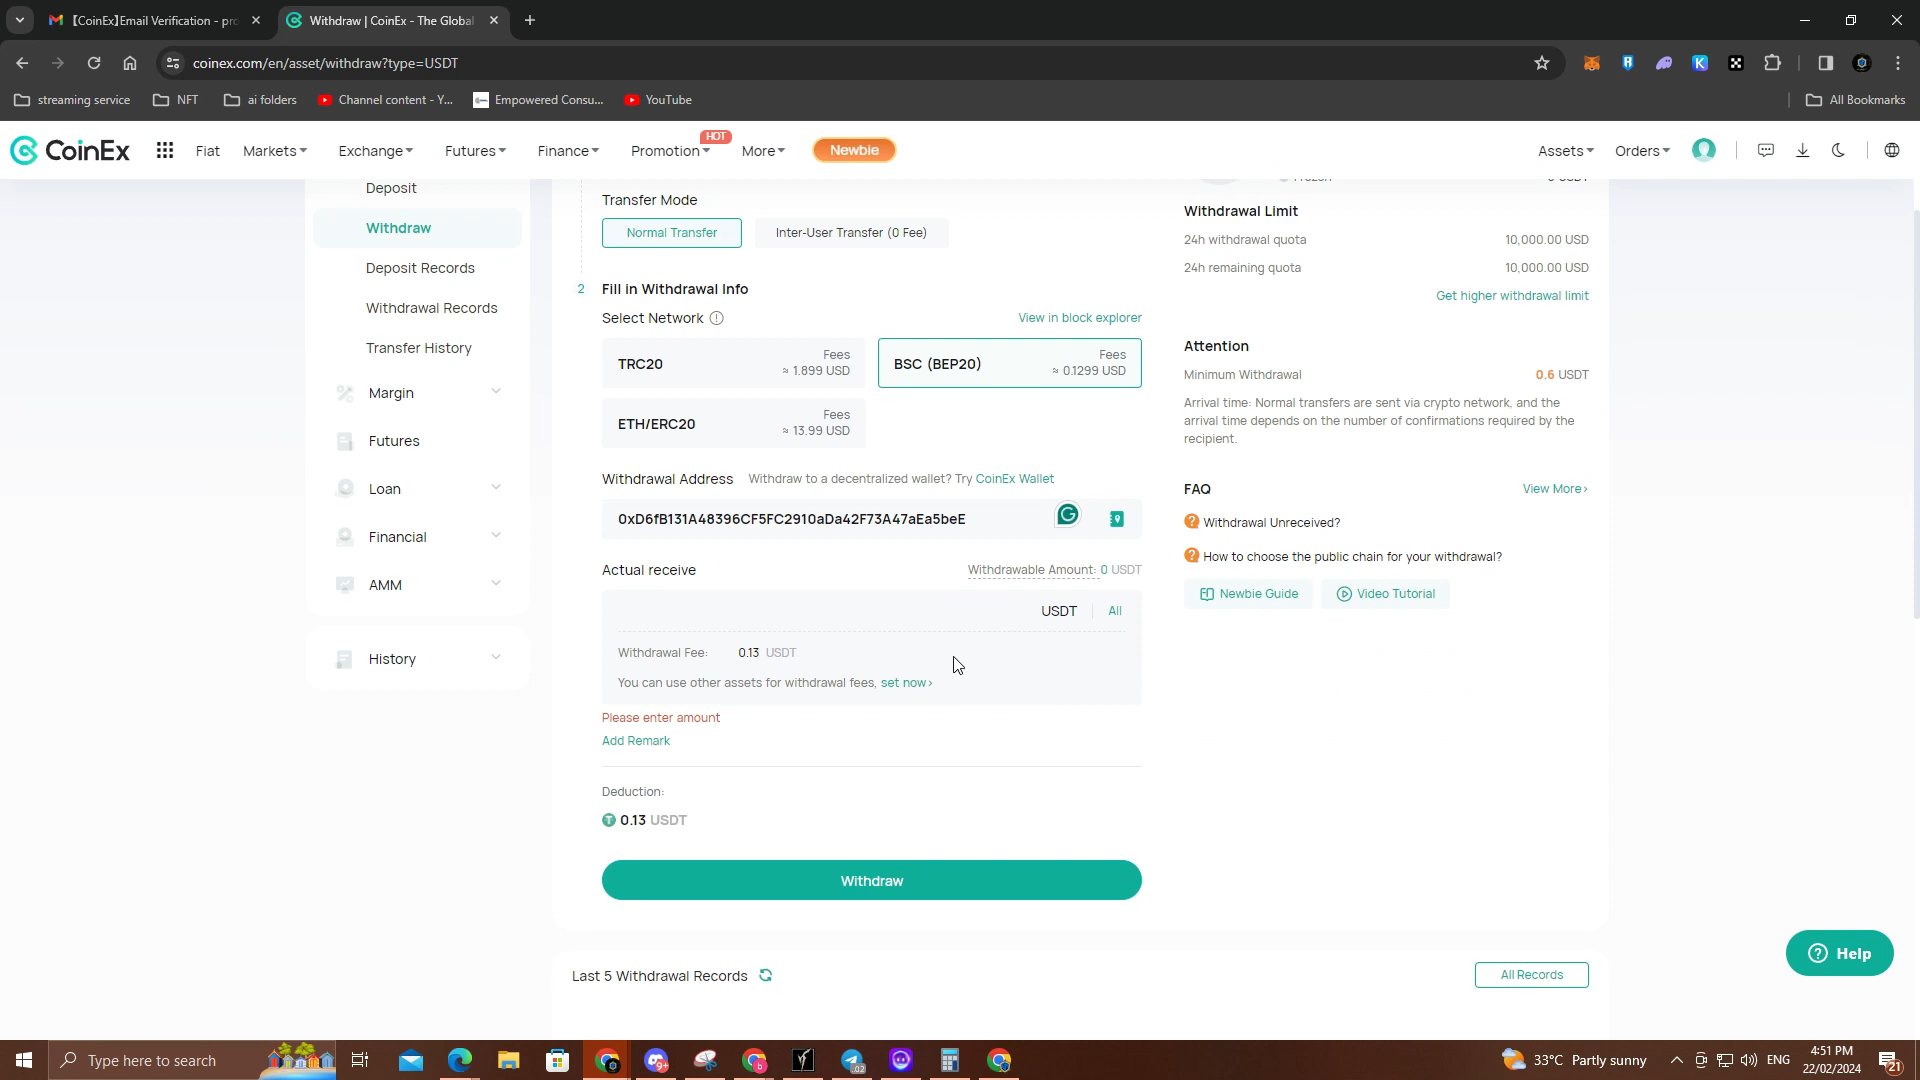 【CoinEx】Email Verification - pro
Withdraw | CoinEx - The Global
coinex.com/en/asset/withdraw?type=USDT
streaming service
NFT
ai folders
Channel content - Y...
Empowered Consu...
YouTube
All Bookmarks
CoinEx
Fiat
Markets
Exchange
Futures
Finance
Promotion
HOT
More
Newbie
Assets
Orders
Deposit
Withdraw
Deposit Records
Withdrawal Records
Transfer History
Margin
Futures
Loan
Financial
AMM
History
Transfer Mode
Normal Transfer
Inter-User Transfer (0 Fee)
2 Fill in Withdrawal Info
Select Network
View in block explorer
TRC20
Fees
≈ 1.899 USD
BSC (BEP20)
Fees
≈ 0.1299 USD
ETH/ERC20
Fees
≈ 13.99 USD
Withdrawal Address Withdraw to a decentralized wallet? Try CoinEx Wallet
0xD6fB131A48396CF5FC2910aDa42F73A47aEa5beE
Actual receive
Withdrawable Amount: 0 USDT
USDT
All
Withdrawal Fee: 0.13 USDT
You can use other assets for withdrawal fees, set now>
Please enter amount
Add Remark
Deduction:
0.13 USDT
Withdraw
Withdrawal Limit
24h withdrawal quota 10,000.00 USD
24h remaining quota 10,000.00 USD
Get higher withdrawal limit
Attention
Minimum Withdrawal 0.6 USDT
Arrival time: Normal transfers are sent via crypto network, and the
arrival time depends on the number of confirmations required by the
recipient.
FAQ
View More>
Withdrawal Unreceived?
How to choose the public chain for your withdrawal?
Newbie Guide
Video Tutorial
Last 5 Withdrawal Records
All Records
Help
Type here to search
33°C Partly sunny
ENG
4:51 PM
22/02/2024
21